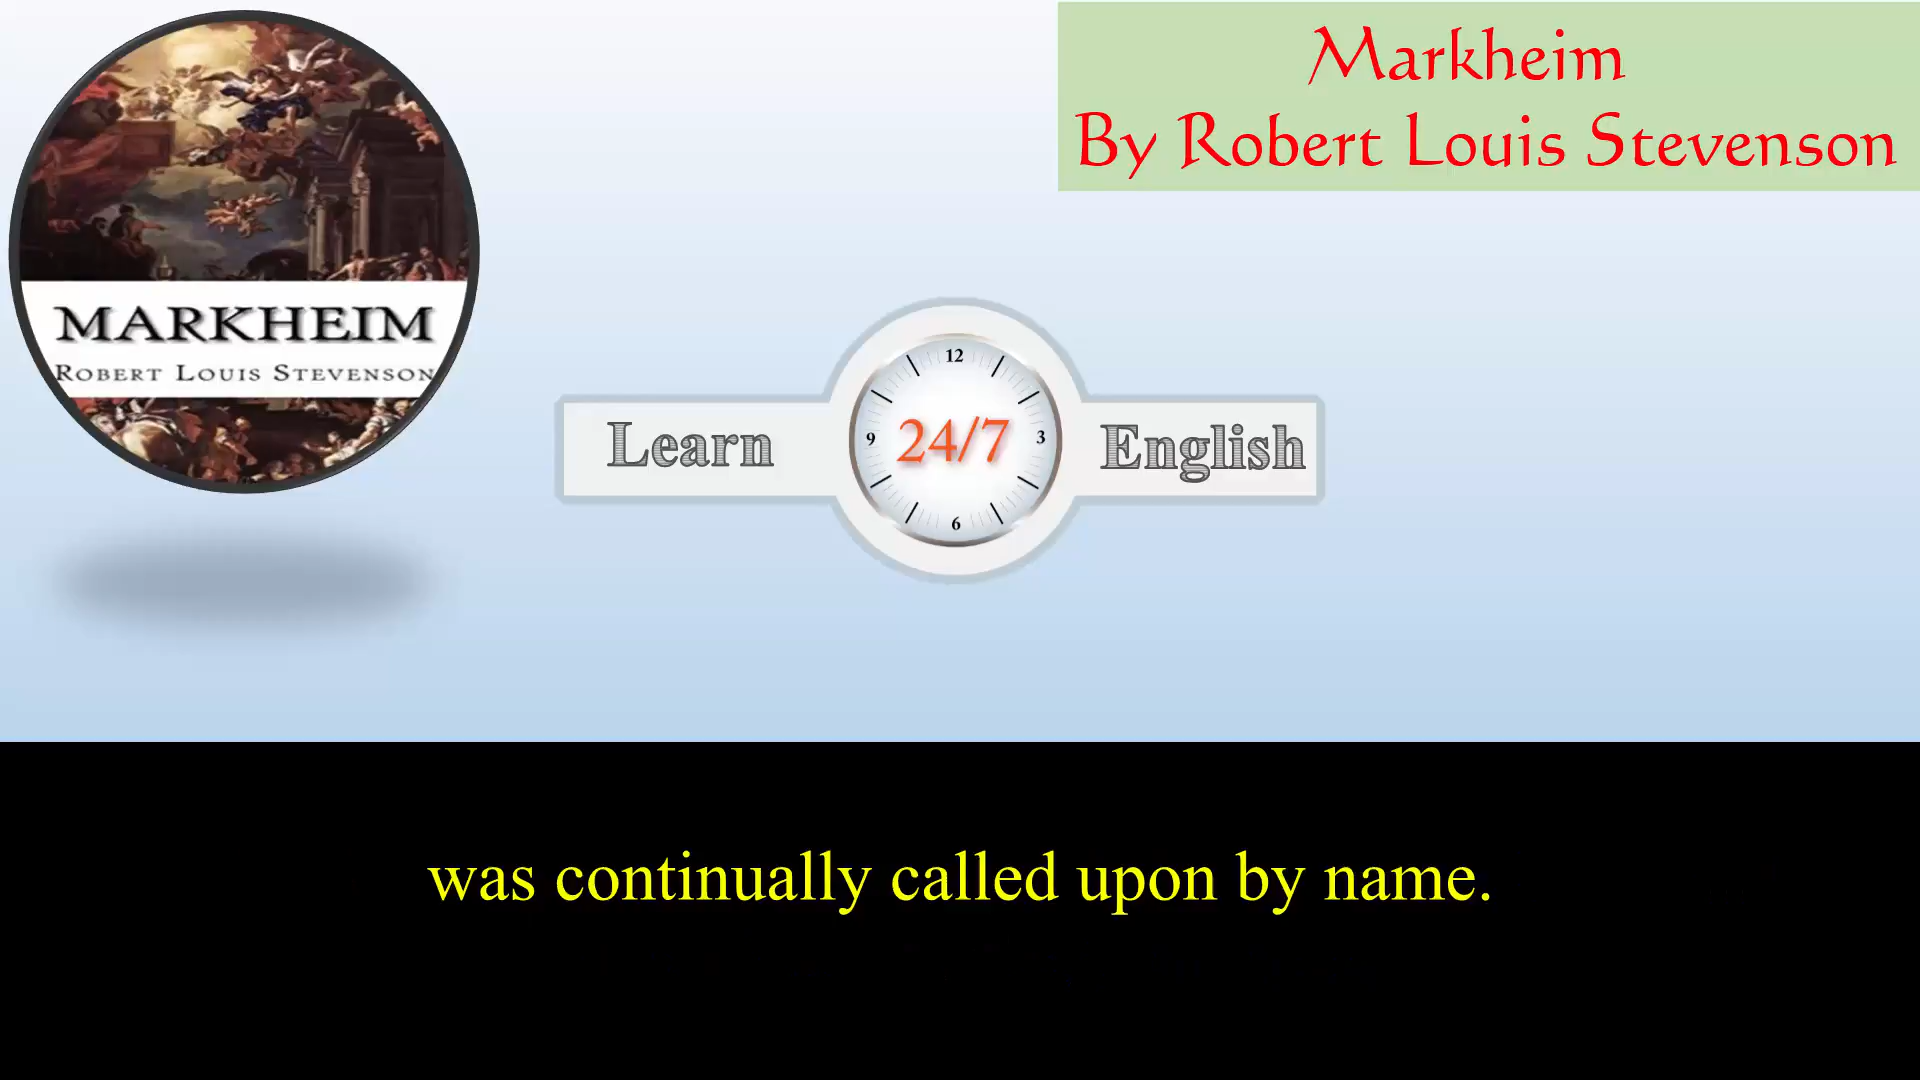 Markheim
By Robert Louis Stevenson
MARKHEIM
ROBERT LOUIS STEVENSON
Learn 24/7 English
12
9
3
6
was continually called upon by name.